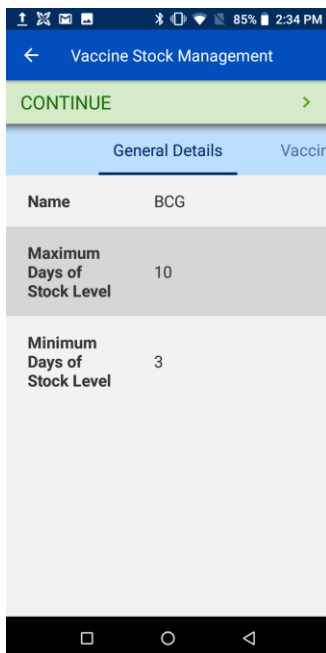 85% 2:34 PM
Vaccine Stock Management
CONTINUE
General Details Vaccin
Name BCG
Maximum
Days of 10
Stock Level
Minimum
Days of 3
Stock Level